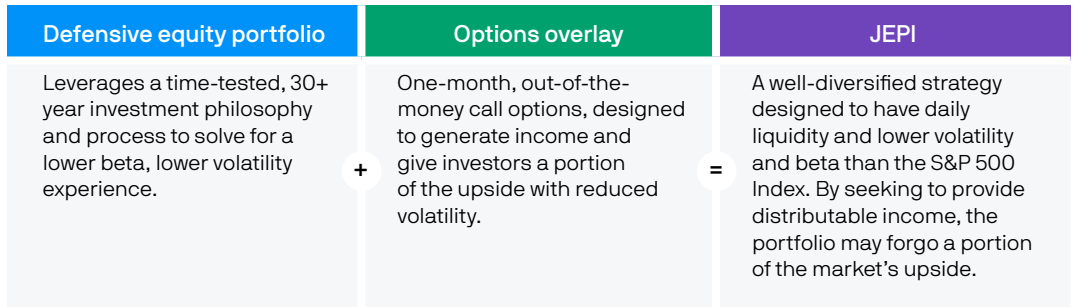 Defensive equity portfolio
Leverages a time-tested, 30+
year investment philosophy
and process to solve for a
lower beta, lower volatility
experience.
+
Options overlay
One-month, out-of-the-
money call options, designed
to generate income and
give investors a portion
of the upside with reduced
volatility.
=
JEPI
A well-diversified strategy
designed to have daily
liquidity and lower volatility
and beta than the S&P 500
Index. By seeking to provide
distributable income, the
portfolio may forgo a portion
of the market’s upside.